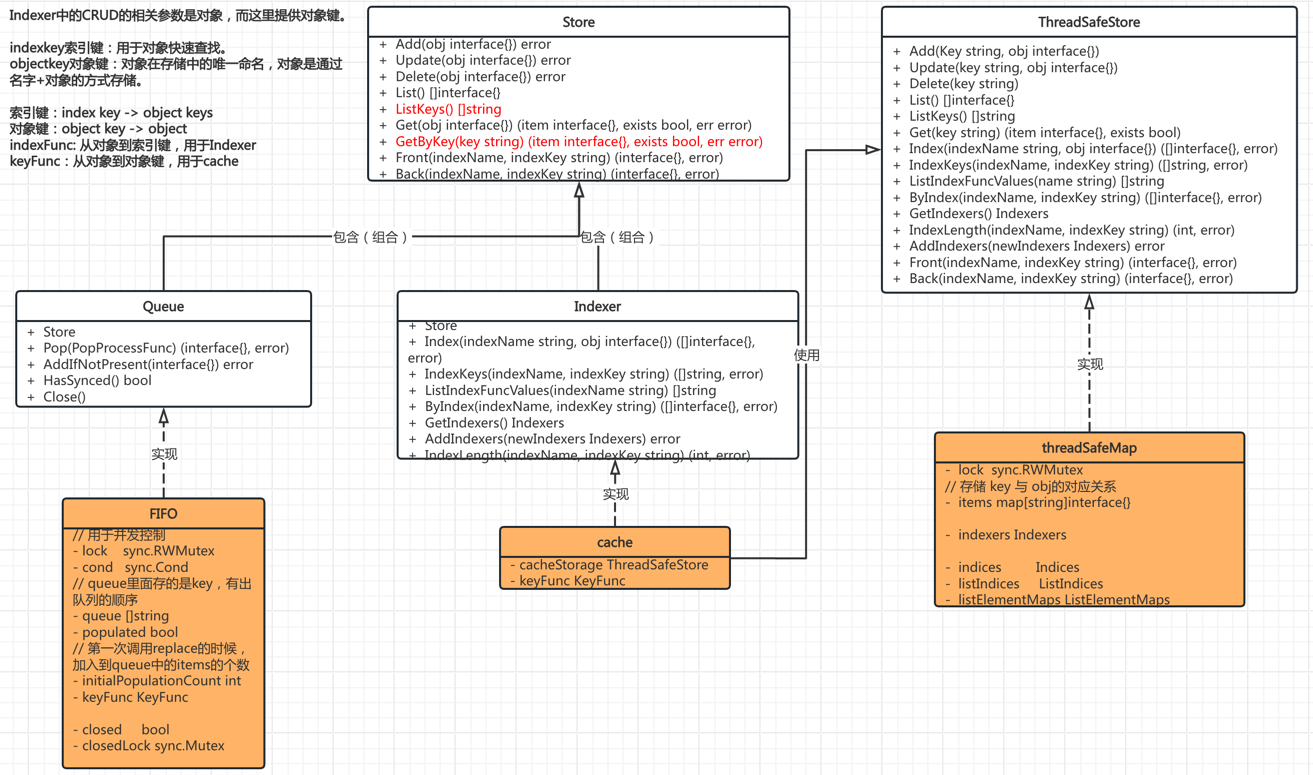 Indexer中的CRUD的相关参数是对象，而这里提供对象键。
indexkey索引键：用于对象快速查找。
objectkey对象键：对象在存储中的唯一命名，对象是通过
名字+对象的方式存储。
索引键：index key -> object keys
对象键：object key -> object
indexFunc: 从对象到索引键，用于Indexer
keyFunc：从对象到对象键，用于cache
Store
+ Add(obj interface{}) error
+ Update(obj interface{}) error
+ Delete(obj interface{}) error
+ List() []interface{}
+ ListKeys() []string
+ Get(obj interface{}) (item interface{}, exists bool, err error)
+ GetByKey(key string) (item interface{}, exists bool, err error)
+ Front(indexName, indexKey string) (interface{}, error)
+ Back(indexName, indexKey string) (interface{}, error)
ThreadSafeStore
+ Add(Key string, obj interface{})
+ Update(key string, obj interface{})
+ Delete(key string)
+ List() []interface{}
+ ListKeys() []string
+ Get(key string) (item interface{}, exists bool)
+ Index(indexName string, obj interface{}) ([]interface{}, error)
+ IndexKeys(indexName, indexKey string) ([]string, error)
+ ListIndexFuncValues(name string) []string
+ ByIndex(indexName, indexKey string) ([]interface{}, error)
+ GetIndexers() Indexers
+ IndexLength(indexName, indexKey string) (int, error)
+ AddIndexers(newIndexers Indexers) error
+ Front(indexName, indexKey string) (interface{}, error)
+ Back(indexName, indexKey string) (interface{}, error)
包含（组合）
包含（组合）
Queue
+ Store
+ Pop(PopProcessFunc) (interface{}, error)
+ AddIfNotPresent(interface{}) error
+ HasSynced() bool
+ Close()
Indexer
+ Store
+ Index(indexName string, obj interface{}) ([]interface{},
error)
+ IndexKeys(indexName, indexKey string) ([]string, error)
+ ListIndexFuncValues(indexName string) []string
+ ByIndex(indexName, indexKey string) ([]interface{}, error)
+ GetIndexers() Indexers
+ AddIndexers(newIndexers Indexers) error
+ IndexLength(indexName, indexKey string) (int, error)
使用
实现
实现
实现
FIFO
// 用于并发控制
- lock sync.RWMutex
- cond sync.Cond
// queue里面存的是key，有出
队列的顺序
- queue []string
- populated bool
// 第一次调用replace的时候，
加入到queue中的items的个数
- initialPopulationCount int
- keyFunc KeyFunc
- closed bool
- closedLock sync.Mutex
cache
- cacheStorage ThreadSafeStore
- keyFunc KeyFunc
threadSafeMap
- lock sync.RWMutex
// 存储 key 与 obj的对应关系
- items map[string]interface{}
- indexers Indexers
- indices Indices
- listIndices ListIndices
- listElementMaps ListElementMaps